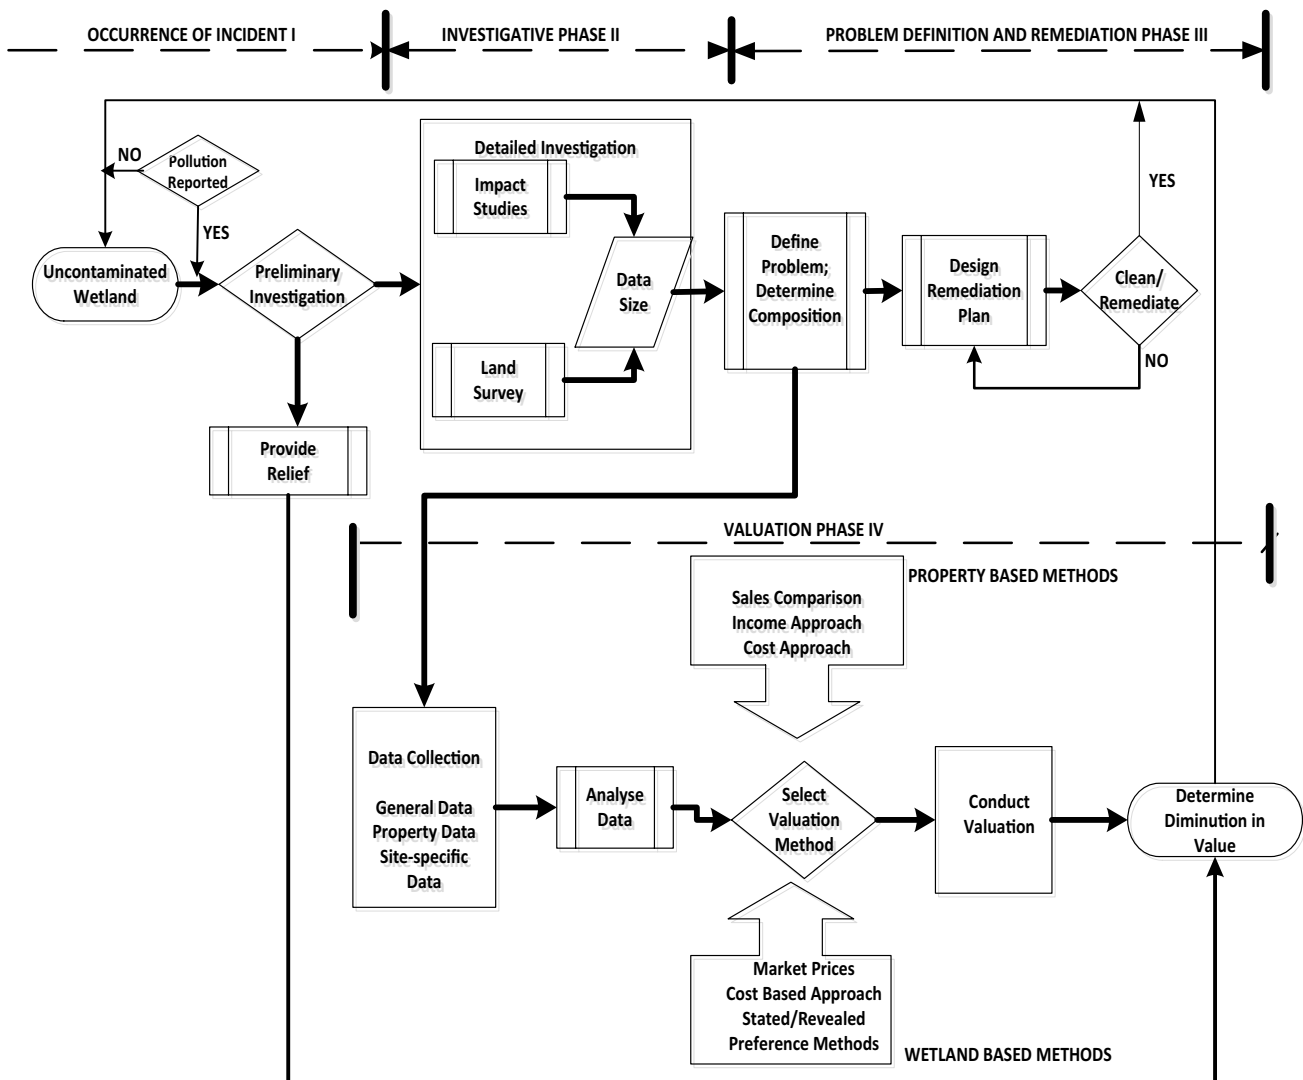 OCCURRENCE OF INCIDENT I
INVESTIGATIVE PHASE II
PROBLEM DEFINITION AND REMEDIATION PHASE III
NO
Pollution
Reported
YES
Uncontaminated
Wetland
Preliminary
Investigation
Provide
Relief
Detailed Investigation
Impact
Studies
Data
Size
Land
Survey
Define
Problem;
Determine
Composition
Design
Remediation
Plan
Clean/
Remediate
YES
NO
VALUATION PHASE IV
PROPERTY BASED METHODS
Sales Comparison
Income Approach
Cost Approach
Data Collection
General Data
Property Data
Site-specific
Data
Analyse
Data
Select
Valuation
Method
Conduct
Valuation
Determine
Diminution in
Value
Market Prices
Cost Based Approach
Stated/Revealed
Preference Methods
WETLAND BASED METHODS